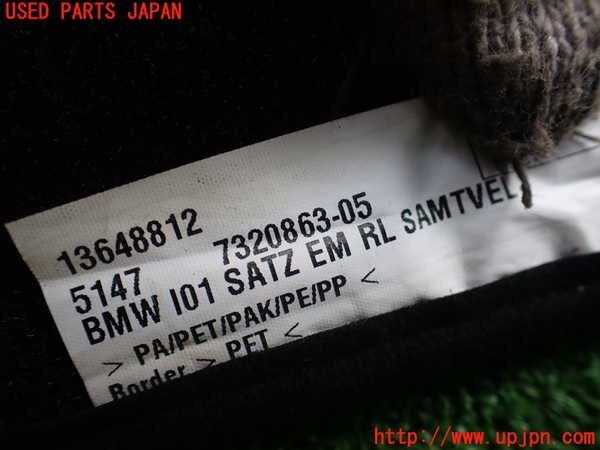 USED PARTS JAPAN
13648812
5147 7320863-05
BMW I01 SATZ EM RL SAMTVEL
> PA/PET/PAK/PE/PP <
Border > PET <
http://www.upjpn.com/